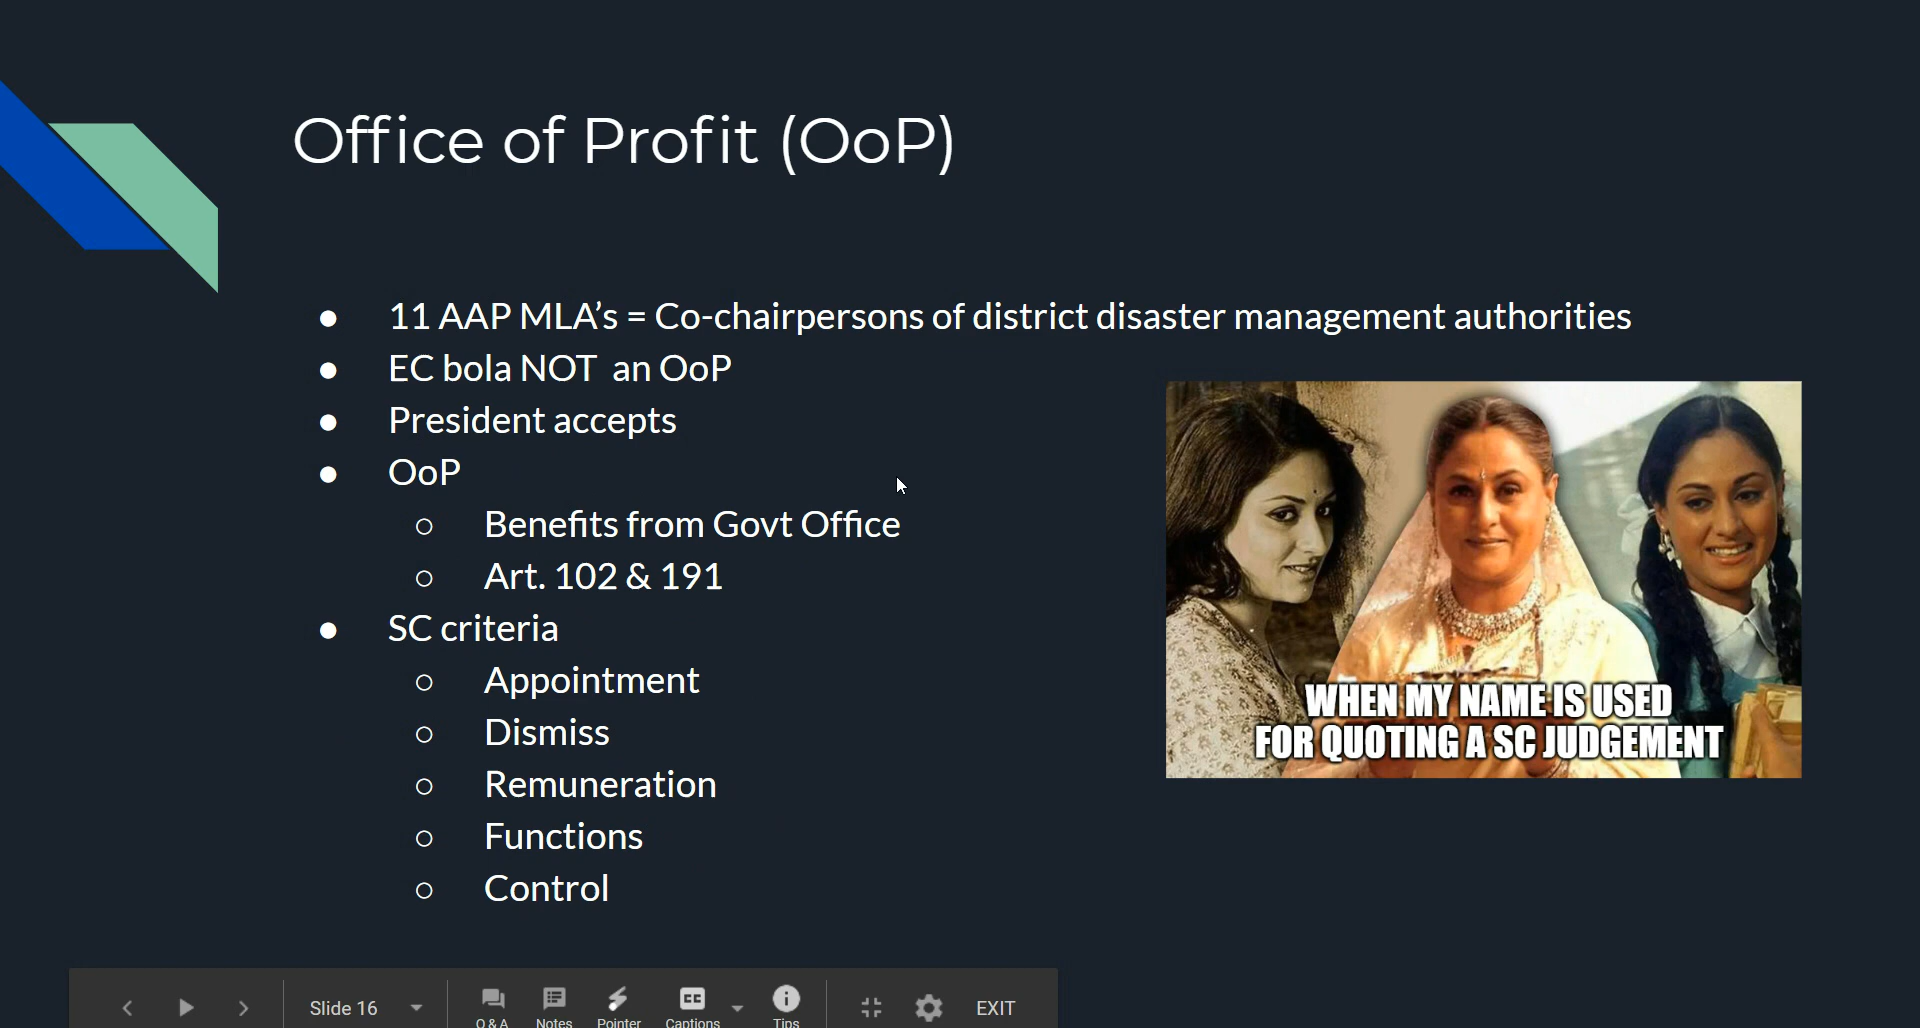 Office of Profit (OoP)
● 11 AAP MLA’s = Co-chairpersons of district disaster management authorities
● EC bola NOT  an OoP
● President accepts
● OoP
○ Benefits from Govt Office
○ Art. 102 & 191
● SC criteria
○ Appointment
○ Dismiss
○ Remuneration
○ Functions
○ Control
WHEN MY NAME IS USED
FOR QUOTING A SC JUDGEMENT
Slide 16
Q & A Notes Pointer Captions Tips
CC
EXIT